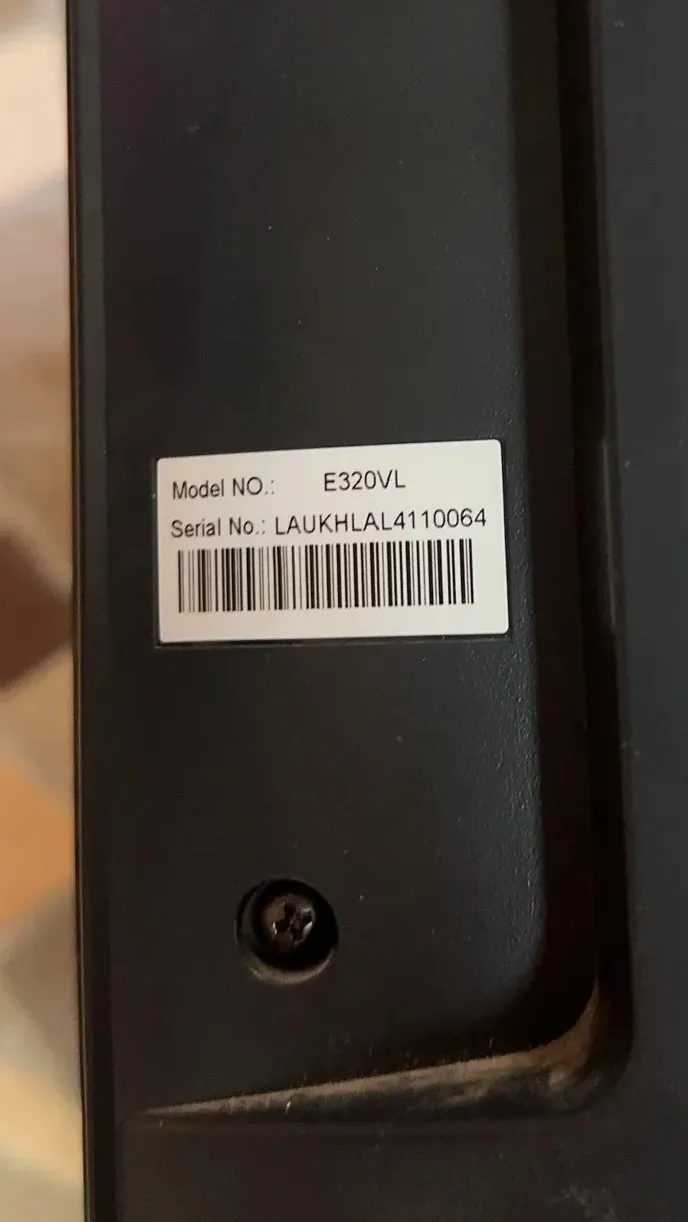 Model NO.: E320VL
Serial No.: LAUKHLAL4110064